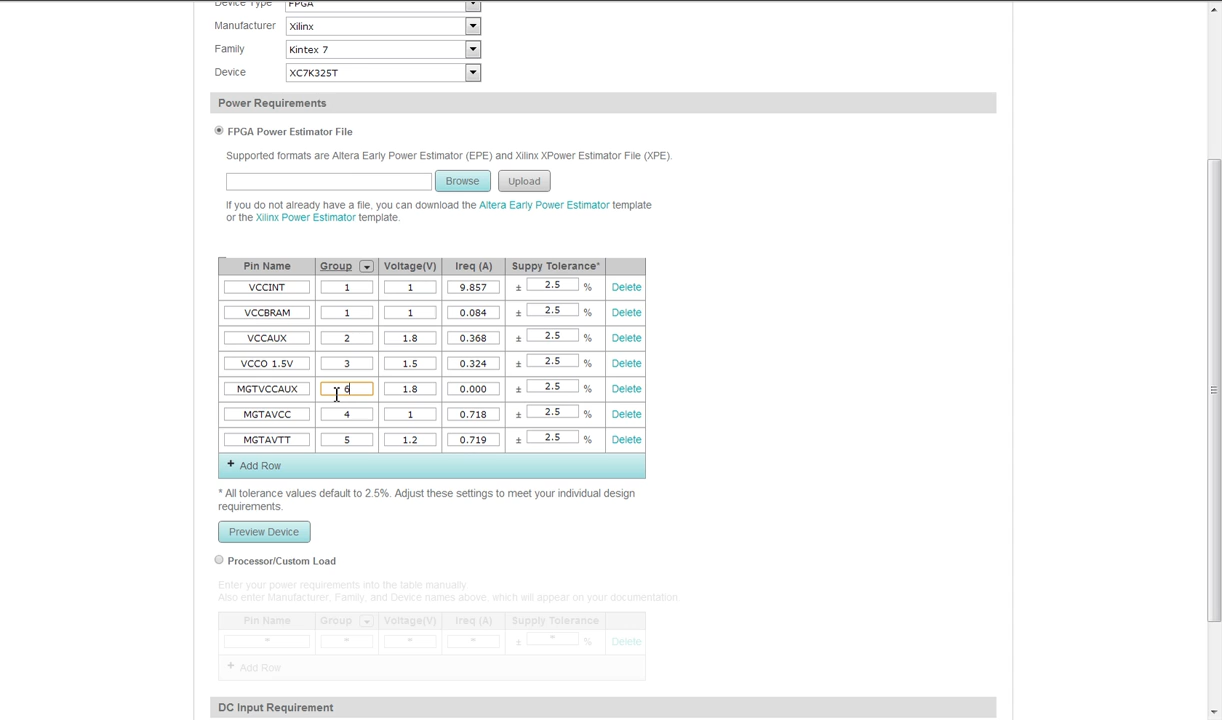 Device Type FPGA
Manufacturer Xilinx
Family Kintex 7
Device XC7K325T
Power Requirements
FPGA Power Estimator File
Supported formats are Altera Early Power Estimator (EPE) and Xilinx XPower Estimator File (XPE).
Browse Upload
If you do not already have a file, you can download the Altera Early Power Estimator template
or the Xilinx Power Estimator template.
Pin Name Group Voltage(V) Ireq (A) Suppy Tolerance*
VCCINT 1 1 9.857 ± 2.5 % Delete
VCCBRAM 1 1 0.084 ± 2.5 % Delete
VCCAUX 2 1.8 0.368 ± 2.5 % Delete
VCCO 1.5V 3 1.5 0.324 ± 2.5 % Delete
MGTVCCAUX 6 1.8 0.000 ± 2.5 % Delete
MGTAVCC 4 1 0.718 ± 2.5 % Delete
MGTAVTT 5 1.2 0.719 ± 2.5 % Delete
+ Add Row
* All tolerance values default to 2.5%. Adjust these settings to meet your individual design
requirements.
Preview Device
Processor/Custom Load
Enter your power requirements into the table manually.
Also enter Manufacturer, Family, and Device names above, which will appear on your documentation.
Pin Name Group Voltage(V) Ireq (A) Supply Tolerance
* * * * ± * % Delete
+ Add Row
DC Input Requirement